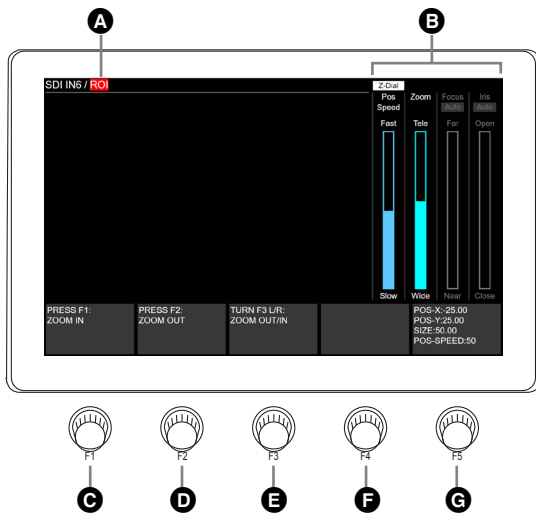 A
B
SDI IN6 / ROI
Z-Dial
Pos Speed
Zoom
Focus
Iris
Auto
Auto
Fast
Tele
Far
Open
Slow
Wide
Near
Close
PRESS F1:
ZOOM IN
PRESS F2:
ZOOM OUT
TURN F3 L/R:
ZOOM OUT/IN
POS-X:-25.00
POS-Y:25.00
SIZE:50.00
POS-SPEED:50
F1
F2
F3
F4
F5
C
D
E
F
G